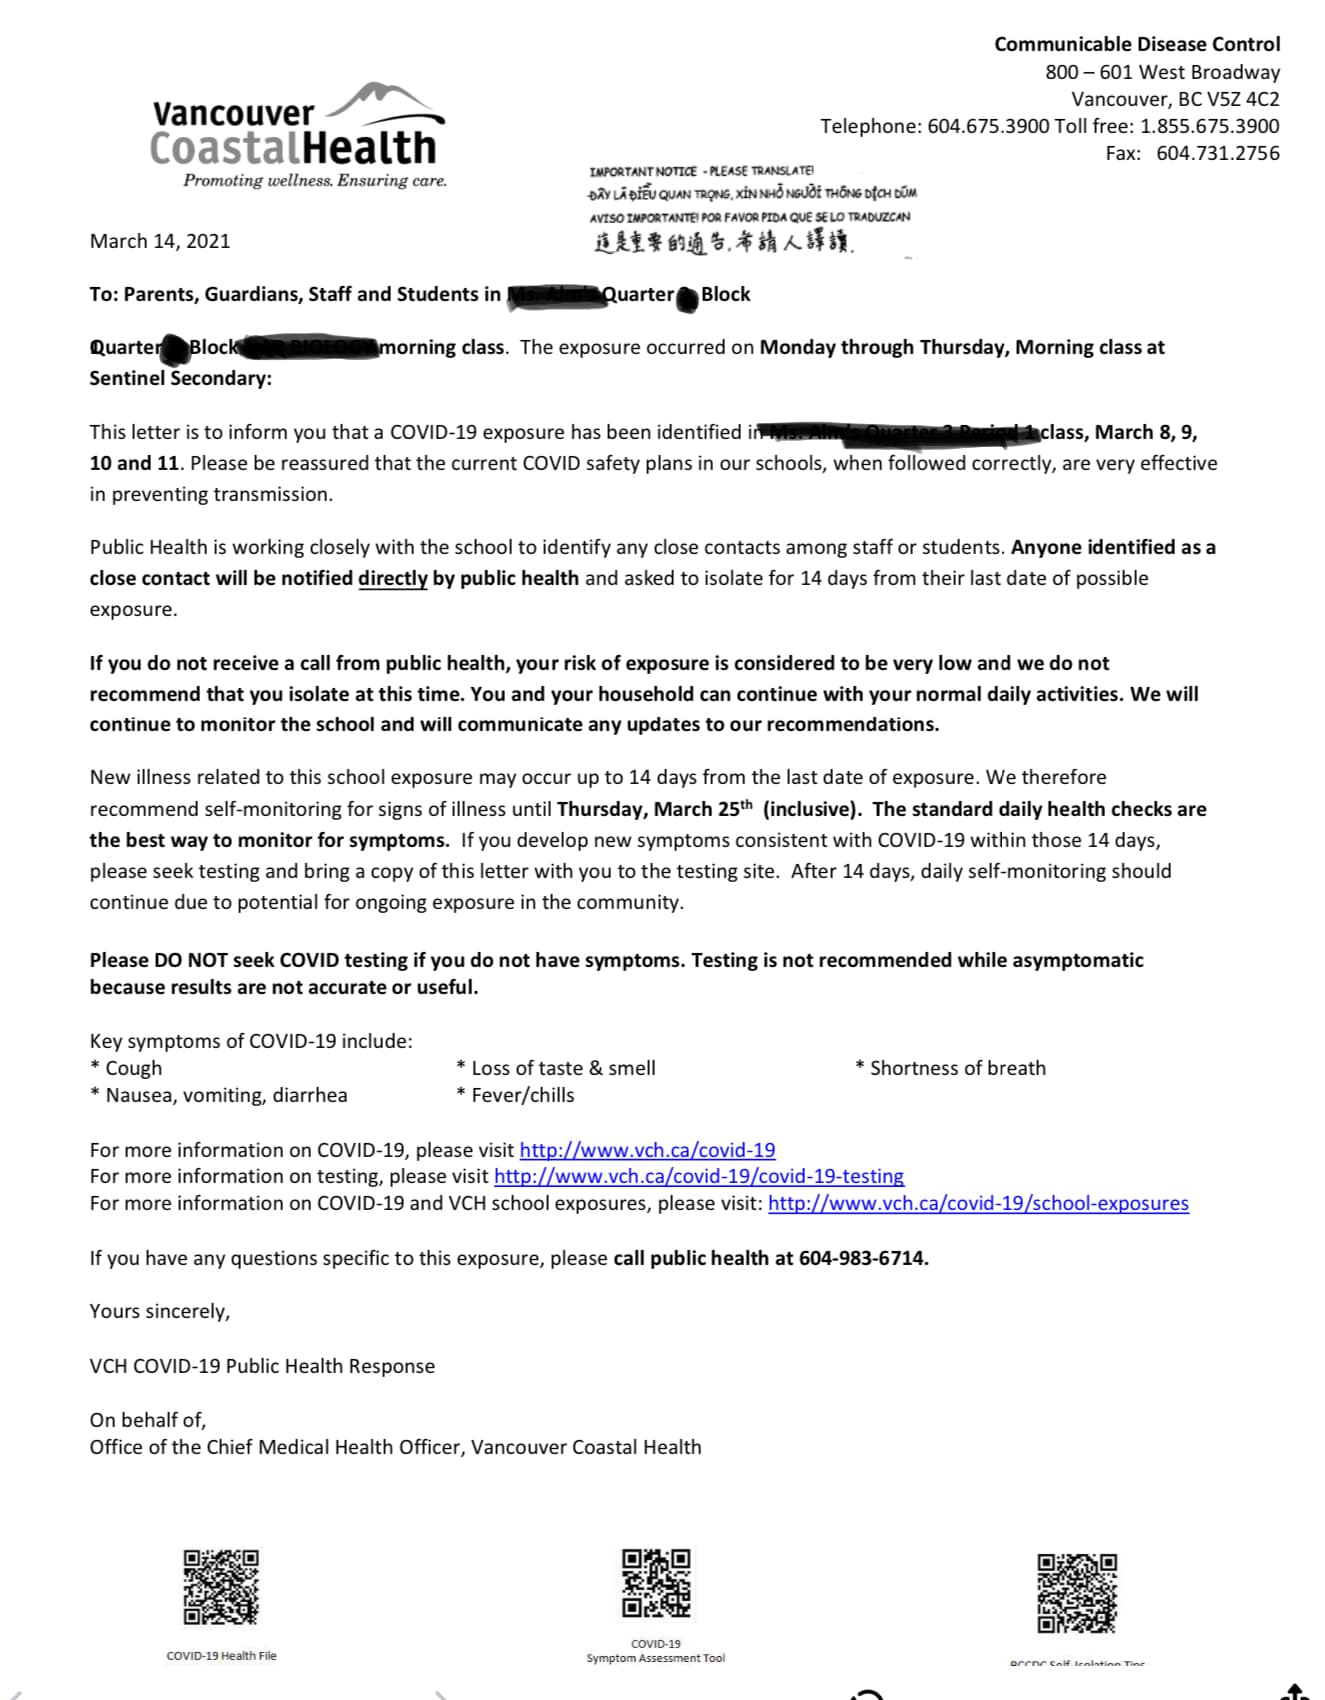 Communicable Disease Control
800 – 601 West Broadway
Vancouver, BC V5Z 4C2
Telephone: 604.675.3900 Toll free: 1.855.675.3900
Fax: 604.731.2756
Vancouver
CoastalHealth
Promoting wellness. Ensuring care.
IMPORTANT NOTICE - PLEASE TRANSLATE!
ĐÂY LÀ ĐIỀU QUAN TRỌNG, XIN NHỜ NGƯỜI THÔNG DỊCH DÙM
AVISO IMPORTANTE! POR FAVOR PIDA QUE SE LO TRADUZCAN
這是重要的通告,希請人譯讀.
March 14, 2021
To: Parents, Guardians, Staff and Students in Quarter Block
Quarter Block morning class. The exposure occurred on Monday through Thursday, Morning class at
Sentinel Secondary:
This letter is to inform you that a COVID-19 exposure has been identified in class, March 8, 9,
10 and 11. Please be reassured that the current COVID safety plans in our schools, when followed correctly, are very effective
in preventing transmission.
Public Health is working closely with the school to identify any close contacts among staff or students. Anyone identified as a
close contact will be notified directly by public health and asked to isolate for 14 days from their last date of possible
exposure.
If you do not receive a call from public health, your risk of exposure is considered to be very low and we do not
recommend that you isolate at this time. You and your household can continue with your normal daily activities. We will
continue to monitor the school and will communicate any updates to our recommendations.
New illness related to this school exposure may occur up to 14 days from the last date of exposure. We therefore
recommend self-monitoring for signs of illness until Thursday, March 25th (inclusive). The standard daily health checks are
the best way to monitor for symptoms. If you develop new symptoms consistent with COVID-19 within those 14 days,
please seek testing and bring a copy of this letter with you to the testing site. After 14 days, daily self-monitoring should
continue due to potential for ongoing exposure in the community.
Please DO NOT seek COVID testing if you do not have symptoms. Testing is not recommended while asymptomatic
because results are not accurate or useful.
Key symptoms of COVID-19 include:
* Cough * Loss of taste & smell * Shortness of breath
* Nausea, vomiting, diarrhea * Fever/chills
For more information on COVID-19, please visit http://www.vch.ca/covid-19
For more information on testing, please visit http://www.vch.ca/covid-19/covid-19-testing
For more information on COVID-19 and VCH school exposures, please visit: http://www.vch.ca/covid-19/school-exposures
If you have any questions specific to this exposure, please call public health at 604-983-6714.
Yours sincerely,
VCH COVID-19 Public Health Response
On behalf of,
Office of the Chief Medical Health Officer, Vancouver Coastal Health
COVID-19 Health File
COVID-19
Symptom Assessment Tool
BCCDC Self-Isolation Tips